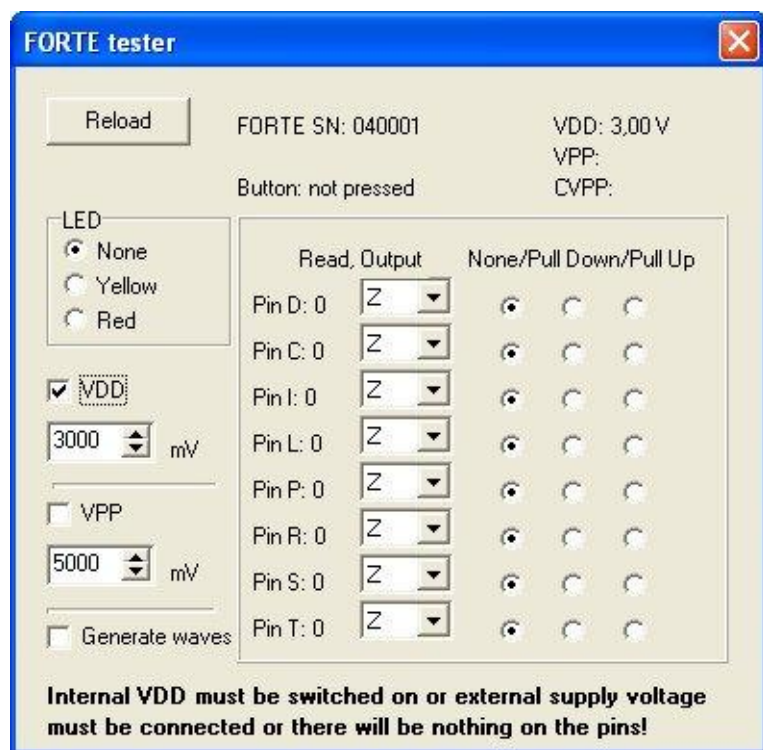 FORTE tester
Reload
FORTE SN: 040001
VDD: 3,00 V
VPP:
Button: not pressed
CVPP:
LED
None
Yellow
Red
Read, Output
None/Pull Down/Pull Up
Pin D: 0 Z
Pin C: 0 Z
Pin I: 0 Z
Pin L: 0 Z
Pin P: 0 Z
Pin R: 0 Z
Pin S: 0 Z
Pin T: 0 Z
VDD
3000 mV
VPP
5000 mV
Generate waves
Internal VDD must be switched on or external supply voltage
must be connected or there will be nothing on the pins!